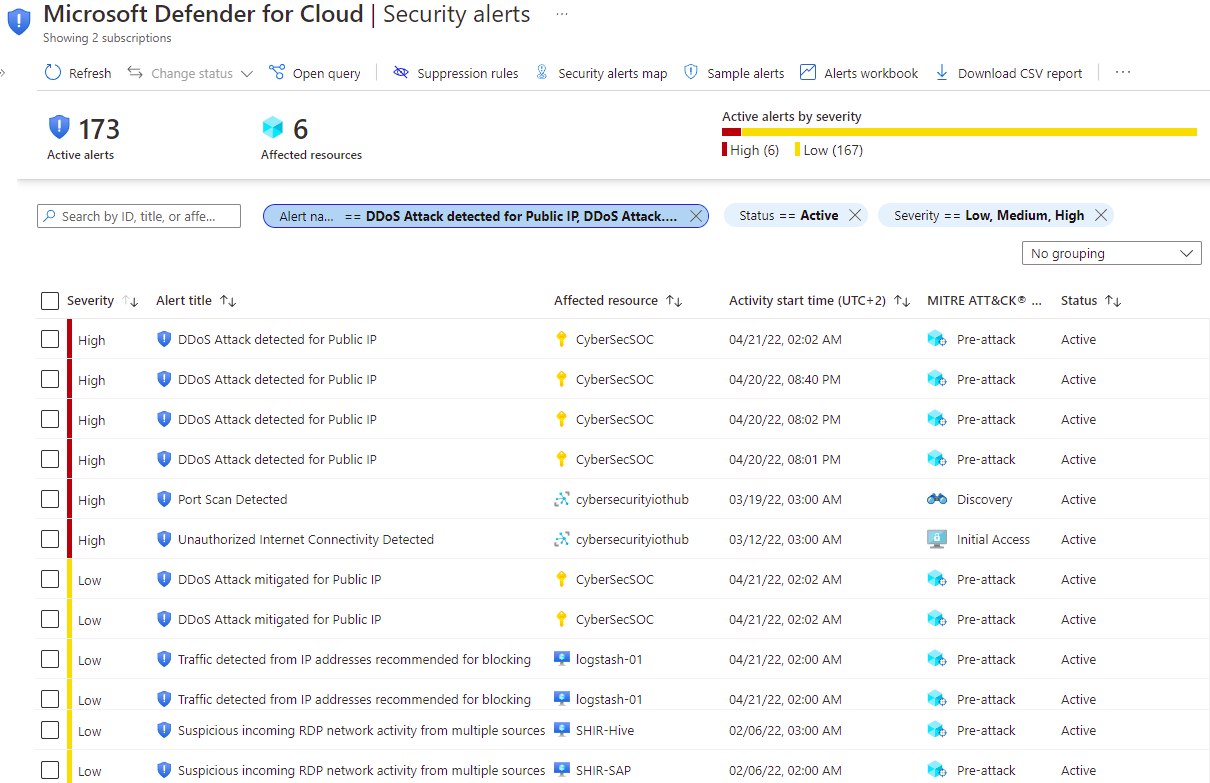 Microsoft Defender for Cloud | Security alerts ...
Showing 2 subscriptions
Refresh Change status Open query Suppression rules Security alerts map Sample alerts Alerts workbook Download CSV report ...
173 6 Active alerts by severity
Active alerts Affected resources High (6) Low (167)
Search by ID, title, or affe... Alert na... == DDoS Attack detected for Public IP, DDoS Attack.... Status == Active Severity == Low, Medium, High
No grouping
Severity Alert title Affected resource Activity start time (UTC+2) MITRE ATT&CK® ... Status
High DDoS Attack detected for Public IP CyberSecSOC 04/21/22, 02:02 AM Pre-attack Active
High DDoS Attack detected for Public IP CyberSecSOC 04/20/22, 08:40 PM Pre-attack Active
High DDoS Attack detected for Public IP CyberSecSOC 04/20/22, 08:02 PM Pre-attack Active
High DDoS Attack detected for Public IP CyberSecSOC 04/20/22, 08:01 PM Pre-attack Active
High Port Scan Detected cybersecurityiothub 03/19/22, 03:00 AM Discovery Active
High Unauthorized Internet Connectivity Detected cybersecurityiothub 03/12/22, 03:00 AM Initial Access Active
Low DDoS Attack mitigated for Public IP CyberSecSOC 04/21/22, 02:02 AM Pre-attack Active
Low DDoS Attack mitigated for Public IP CyberSecSOC 04/21/22, 02:02 AM Pre-attack Active
Low Traffic detected from IP addresses recommended for blocking logstash-01 04/21/22, 02:00 AM Pre-attack Active
Low Traffic detected from IP addresses recommended for blocking logstash-01 04/21/22, 02:00 AM Pre-attack Active
Low Suspicious incoming RDP network activity from multiple sources SHIR-Hive 02/06/22, 03:00 AM Pre-attack Active
Low Suspicious incoming RDP network activity from multiple sources SHIR-SAP 02/06/22, 02:00 AM Pre-attack Active